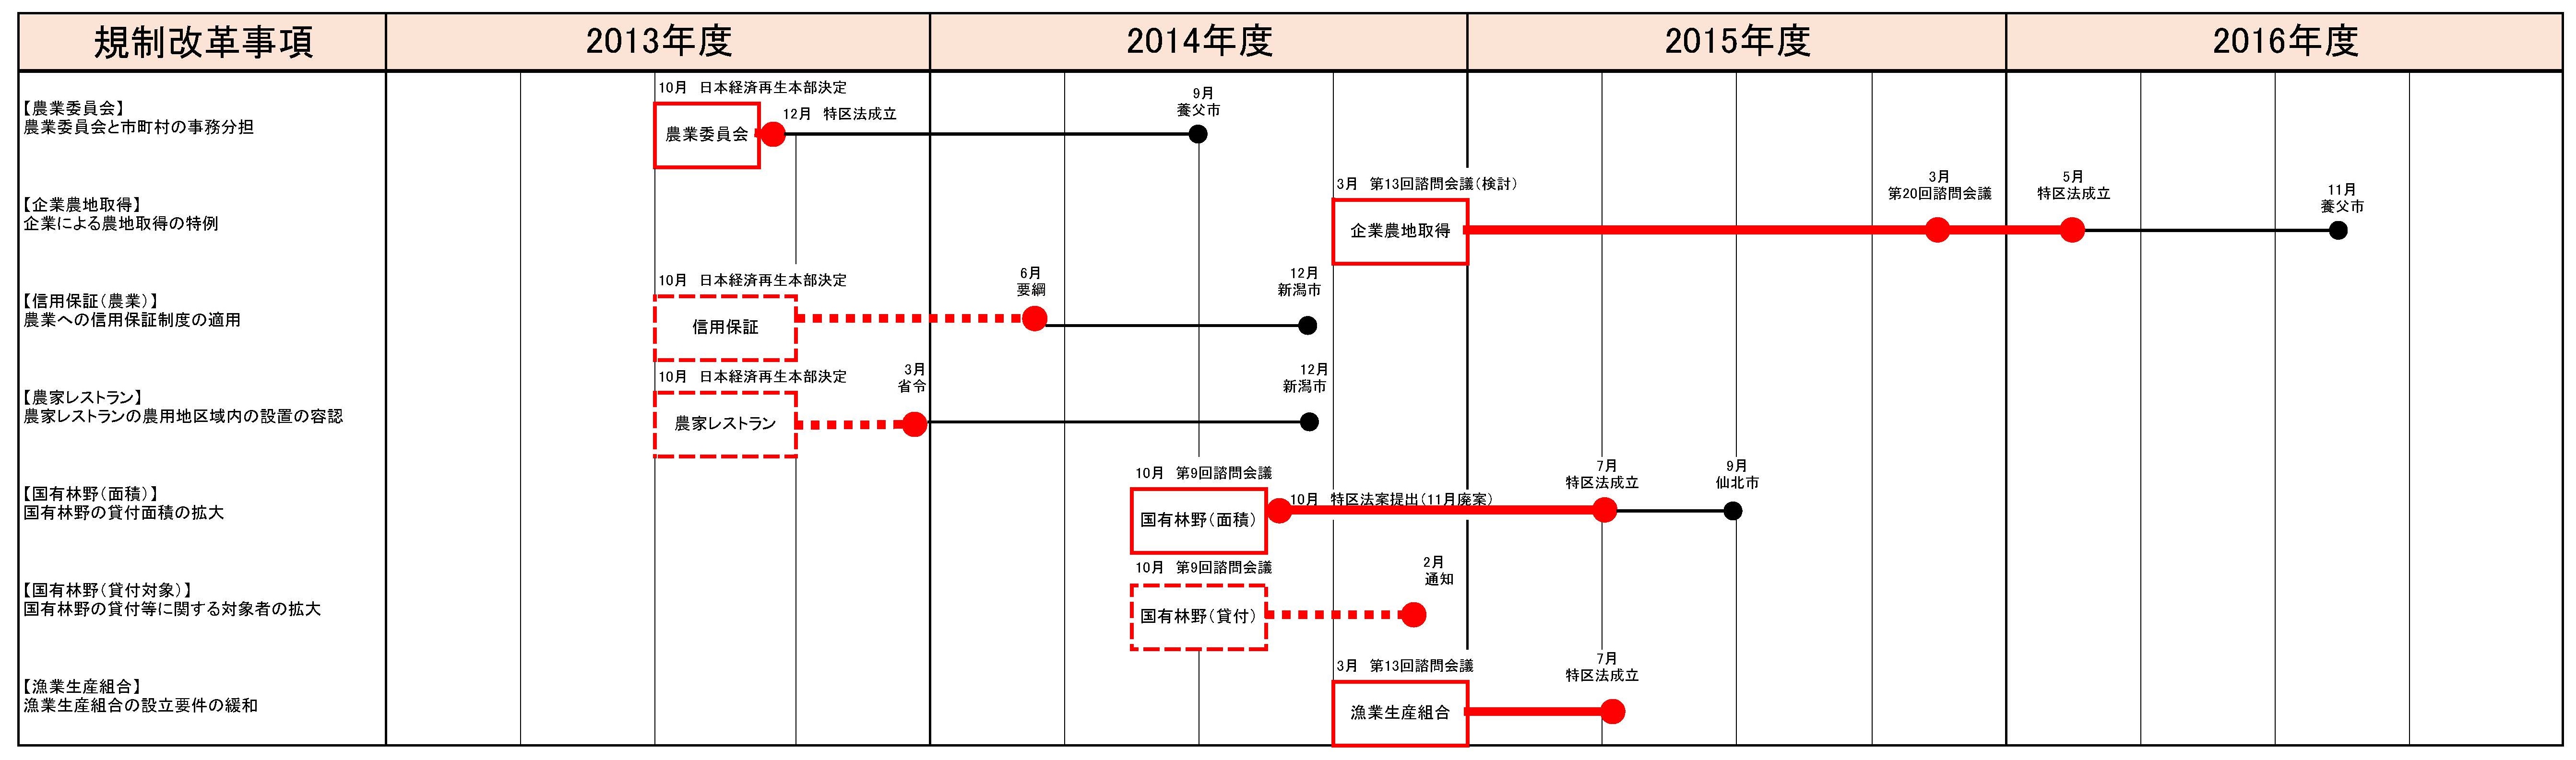 規制改革事項
2013年度
2014年度
2015年度
2016年度
【農業委員会】
農業委員会と市町村の事務分担
10月 日本経済再生本部決定
農業委員会
12月 特区法成立
9月
養父市
【企業農地取得】
企業による農地取得の特例
3月 第13回諮問会議(検討)
企業農地取得
3月
第20回諮問会議
5月
特区法成立
11月
養父市
【信用保証(農業)】
農業への信用保証制度の適用
10月 日本経済再生本部決定
信用保証
6月
要綱
12月
新潟市
【農家レストラン】
農家レストランの農用地区域内の設置の容認
10月 日本経済再生本部決定
農家レストラン
3月
省令
12月
新潟市
【国有林野(面積)】
国有林野の貸付面積の拡大
10月 第9回諮問会議
国有林野(面積)
10月 特区法案提出(11月廃案)
7月
特区法成立
9月
仙北市
【国有林野(貸付対象)】
国有林野の貸付等に関する対象者の拡大
10月 第9回諮問会議
国有林野(貸付)
2月
通知
【漁業生産組合】
漁業生産組合の設立要件の緩和
3月 第13回諮問会議
漁業生産組合
7月
特区法成立